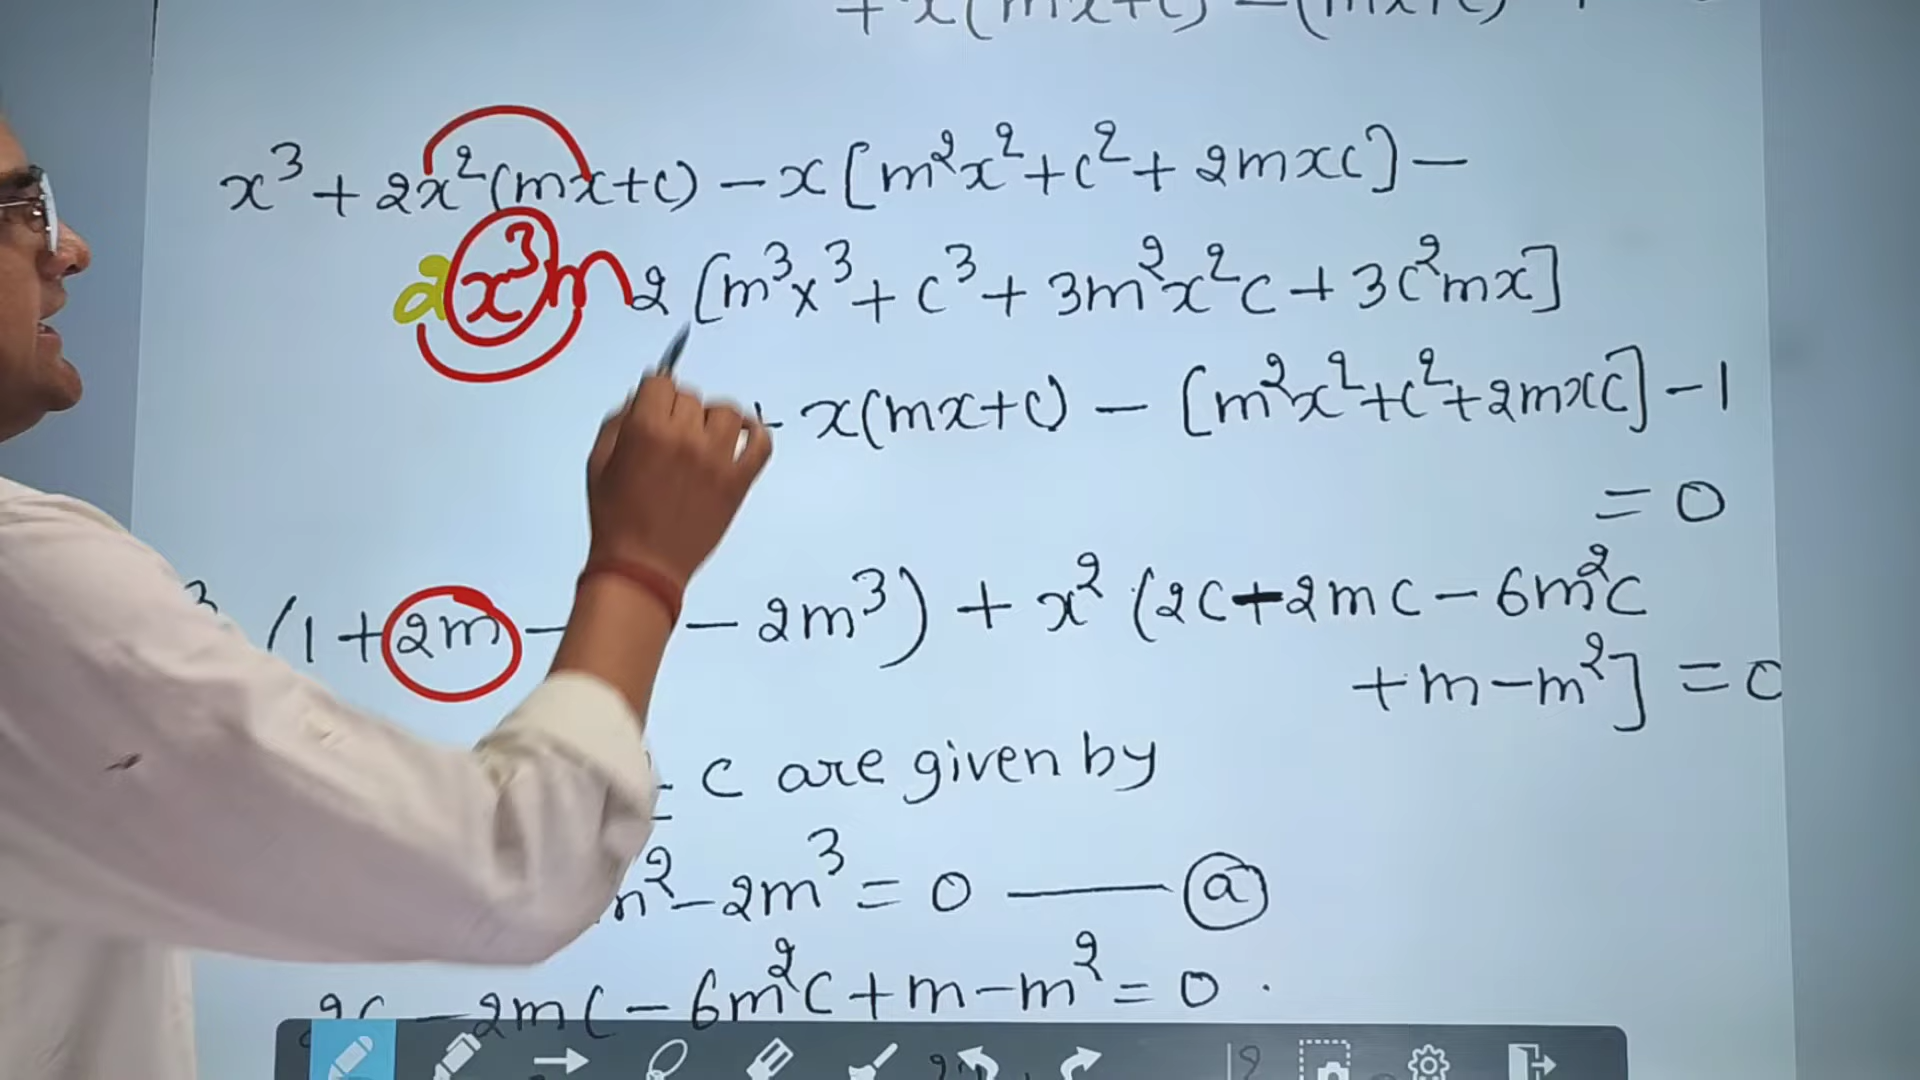 + x(mx+c) - (mx+c)
x³ + 2x²(mx+c) - x[m²x²+c²+2mxc] -
2x³m 2[m³x³+c³+3m²x²c+3c²mx]
+ x(mx+c) - [m²x²+c²+2mxc] -1
= 0
(1+2m - - 2m³) + x²(2c-2mc-6m²c
+m-m²] = 0
c are given by
m²-2m³ = 0 — a
2c - 2mc - 6m²c + m - m² = 0 .